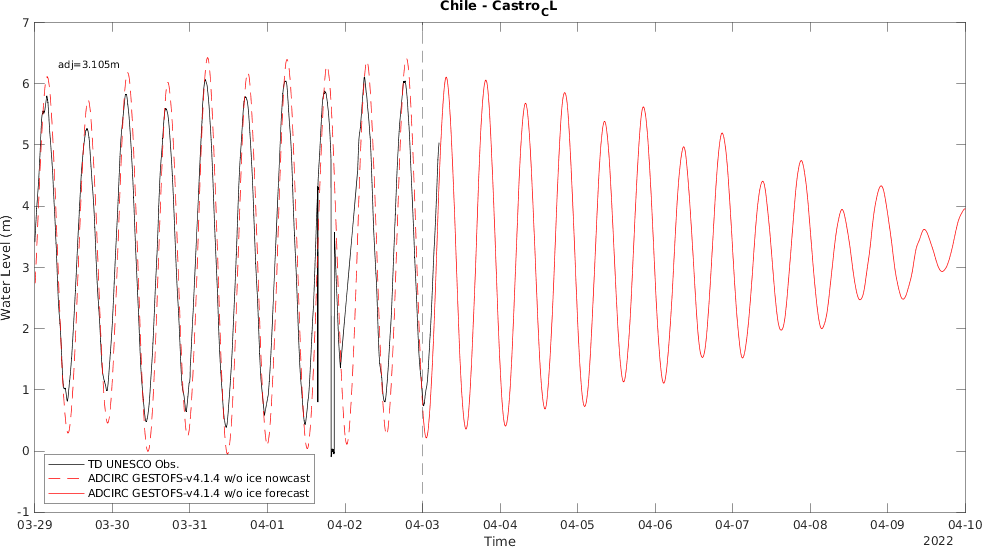 Chile - Castro_CL
7
adj=3.105m
6
5
4
3
2
1
0
-1
Water Level (m)
TD UNESCO Obs.
ADCIRC GESTOFS-v4.1.4 w/o ice nowcast
ADCIRC GESTOFS-v4.1.4 w/o ice forecast
03-29 03-30 03-31 04-01 04-02 04-03 04-04 04-05 04-06 04-07 04-08 04-09 04-10
Time
2022